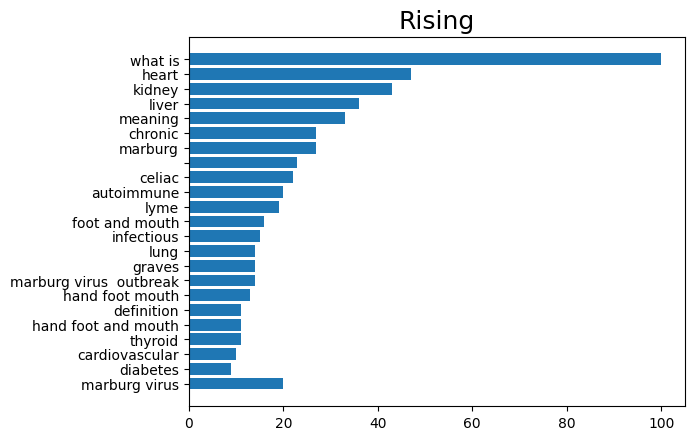 Rising
what is
heart
kidney
liver
meaning
chronic
marburg
celiac
autoimmune
lyme
foot and mouth
infectious
lung
graves
marburg virus  outbreak
hand foot mouth
definition
hand foot and mouth
thyroid
cardiovascular
diabetes
marburg virus
0 20 40 60 80 100